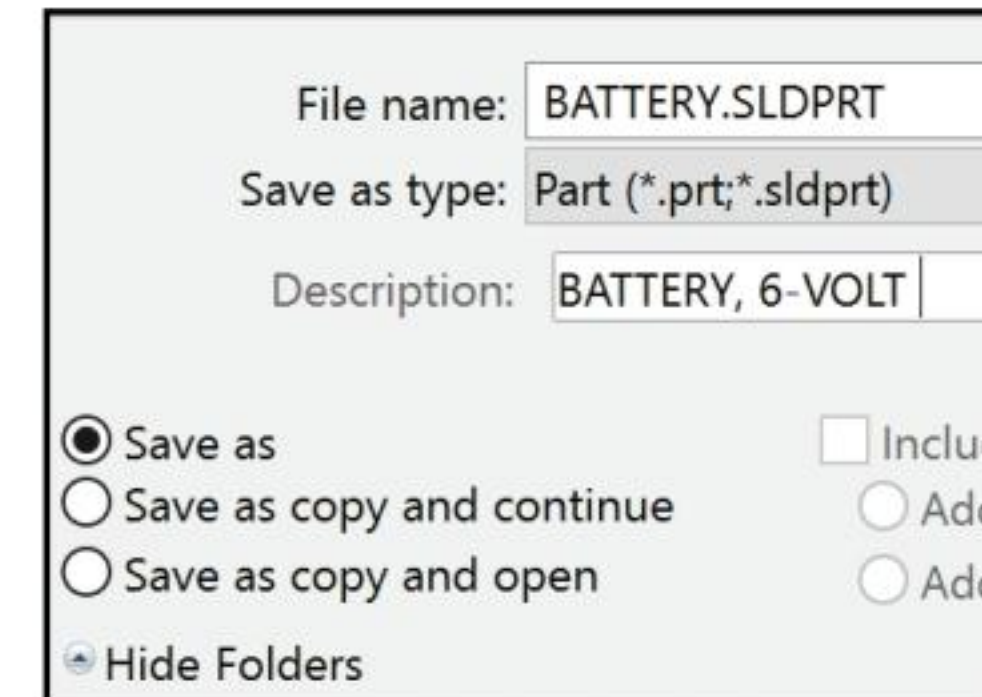 File name: BATTERY.SLDPRT
Save as type: Part (*.prt;*.sldprt)
Description: BATTERY, 6-VOLT
Save as
Save as copy and continue
Save as copy and open
Hide Folders